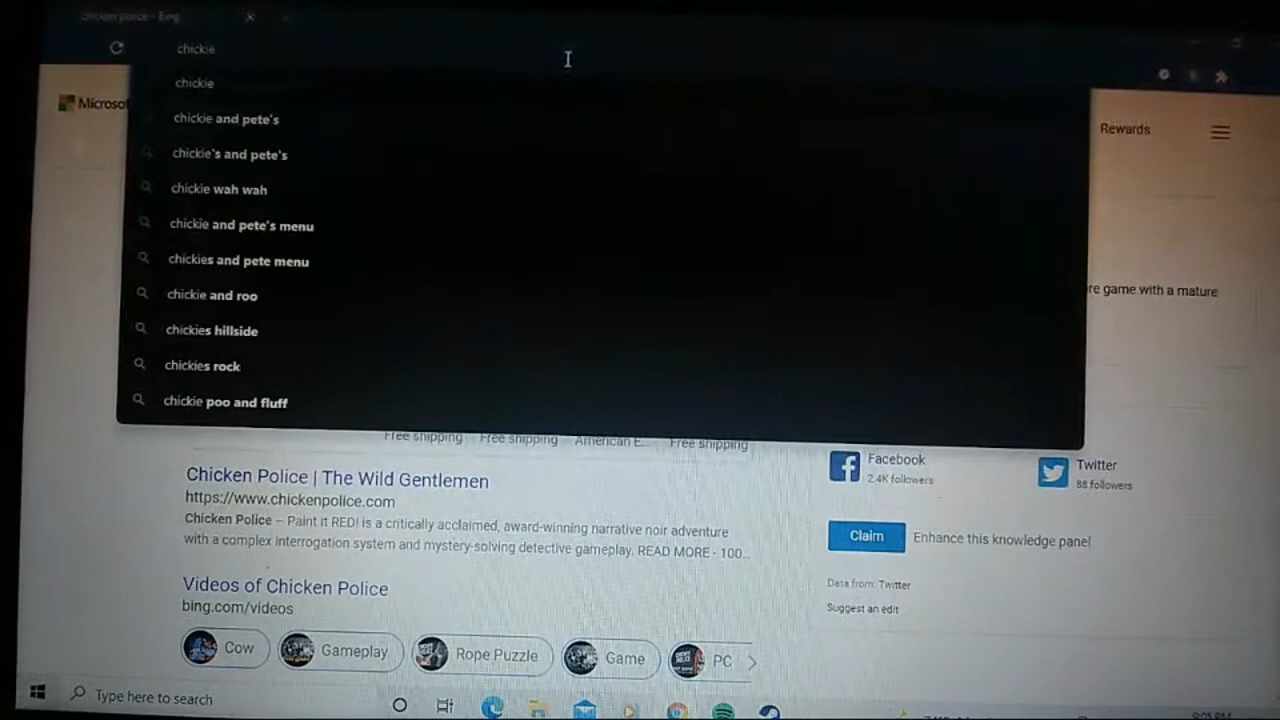 chicken police - Bing
chickie
chickie
chickie and pete's
Microsof
Rewards
chickie's and pete's
chickie wah wah
chickie and pete's menu
chickies and pete menu
re game with a mature
chickie and roo
chickies hillside
chickies rock
chickie poo and fluff
Free shipping Free shipping American E... Free shipping
Facebook
2.4K followers
Twitter
88 followers
Chicken Police | The Wild Gentlemen
https://www.chickenpolice.com
Chicken Police – Paint it RED! is a critically acclaimed, award-winning narrative noir adventure
with a complex interrogation system and mystery-solving detective gameplay. READ MORE - 100...
Claim Enhance this knowledge panel
Data from: Twitter
Suggest an edit
Videos of Chicken Police
bing.com/videos
Cow Gameplay Rope Puzzle Game PC
Type here to search